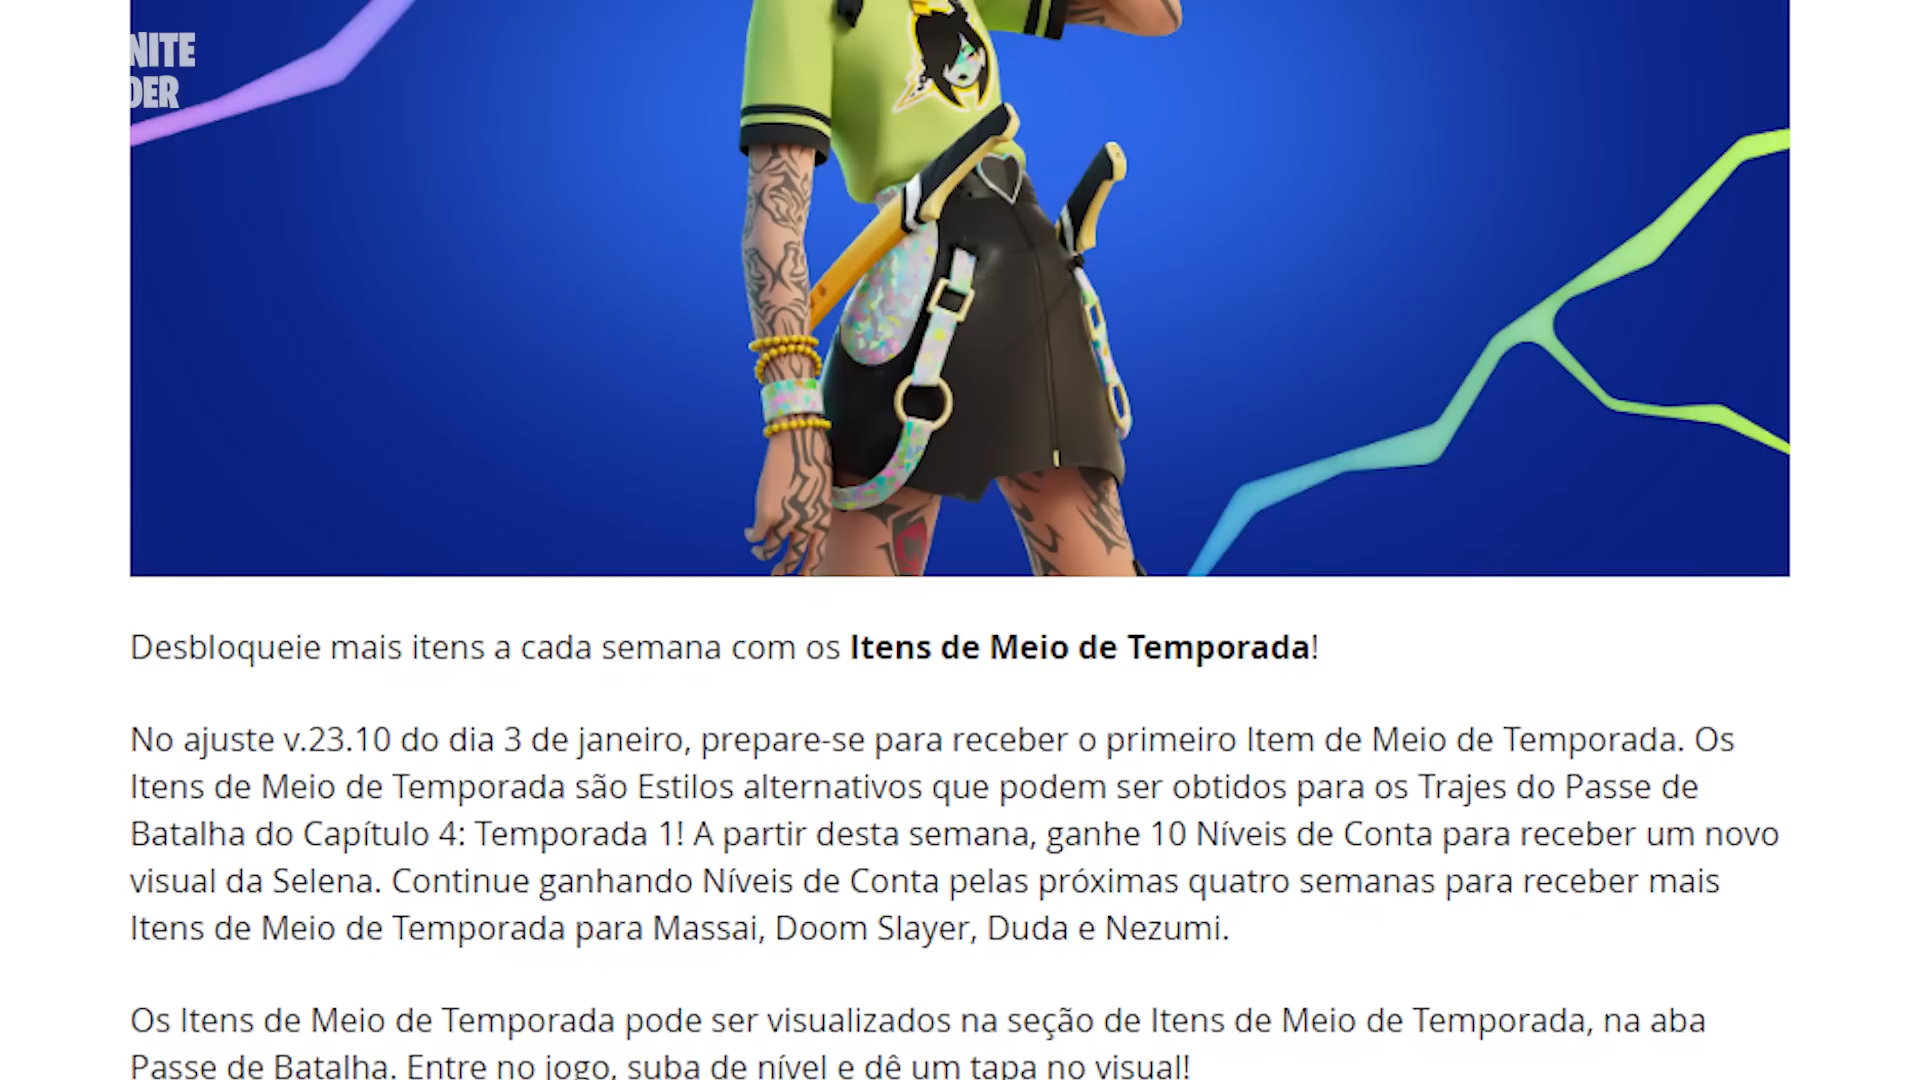 NITE
DER
Desbloqueie mais itens a cada semana com os Itens de Meio de Temporada!
No ajuste v.23.10 do dia 3 de janeiro, prepare-se para receber o primeiro Item de Meio de Temporada. Os
Itens de Meio de Temporada são Estilos alternativos que podem ser obtidos para os Trajes do Passe de
Batalha do Capítulo 4: Temporada 1! A partir desta semana, ganhe 10 Níveis de Conta para receber um novo
visual da Selena. Continue ganhando Níveis de Conta pelas próximas quatro semanas para receber mais
Itens de Meio de Temporada para Massai, Doom Slayer, Duda e Nezumi.
Os Itens de Meio de Temporada pode ser visualizados na seção de Itens de Meio de Temporada, na aba
Passe de Batalha. Entre no jogo, suba de nível e dê um tapa no visual!